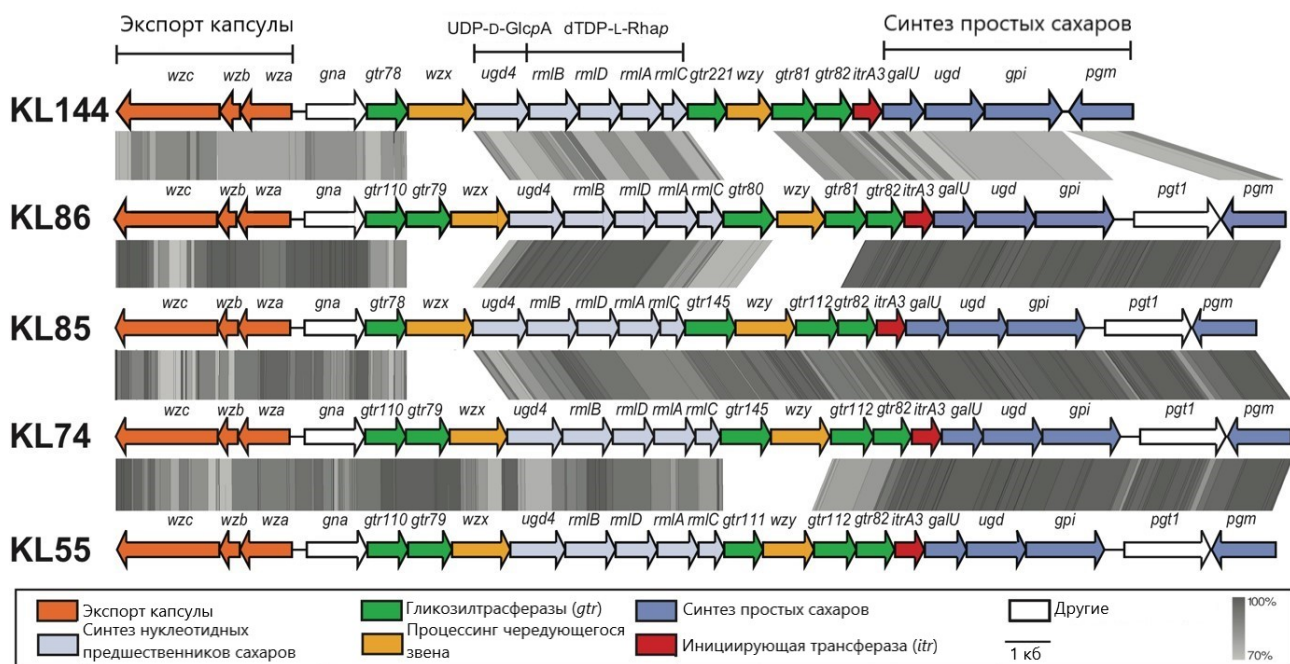 Экспорт капсулы UDP-D-GlcpA dTDP-L-Rhap Синтез простых сахаров
wzc wzb wza gna gtr78 wzx ugd4 rmlB rmlD rmlA rmlC gtr221 wzy gtr81 gtr82 itrA3 galU ugd gpi pgm
KL144
wzc wzb wza gna gtr110 gtr79 wzx ugd4 rmlB rmlD rmlA rmlC gtr80 wzy gtr81 gtr82 itrA3 galU ugd gpi pgt1 pgm
KL86
wzc wzb wza gna gtr78 wzx ugd4 rmlB rmlD rmlA rmlC gtr145 wzy gtr112 gtr82 itrA3 galU ugd gpi pgt1 pgm
KL85
wzc wzb wza gna gtr110 gtr79 wzx ugd4 rmlB rmlD rmlA rmlC gtr145 wzy gtr112 gtr82 itrA3 galU ugd gpi pgt1 pgm
KL74
wzc wzb wza gna gtr110 gtr79 wzx ugd4 rmlB rmlD rmlA rmlC gtr111 wzy gtr112 gtr82 itrA3 galU ugd gpi pgt1 pgm
KL55
Экспорт капсулы
Синтез нуклеотидных
предшественников сахаров
Гликозилтрасферазы (gtr)
Процессинг чередующегося
звена
Синтез простых сахаров
Инициирующая трансфераза (itr)
Другие
1 кб
100%
70%